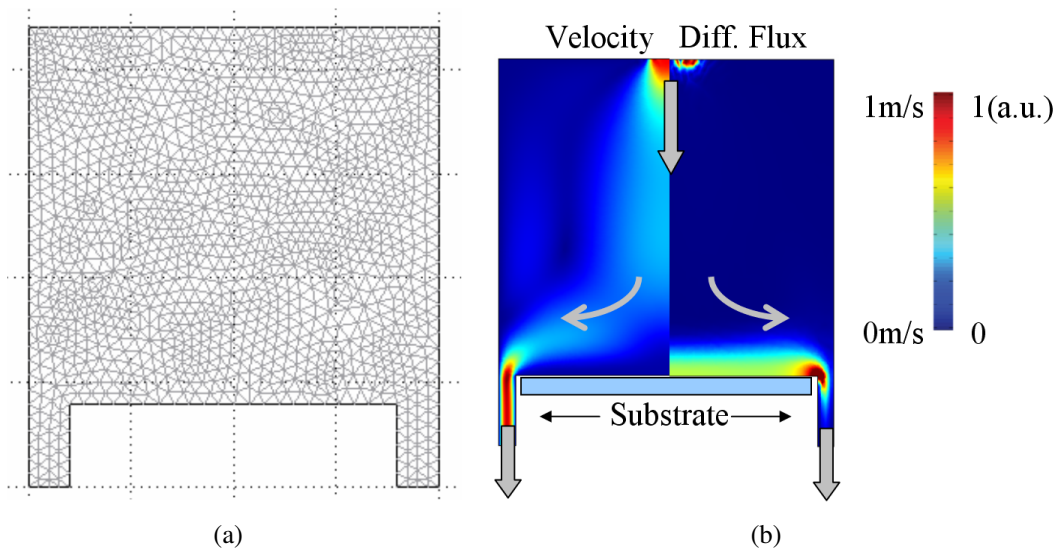 (a)
(b)
Velocity Diff. Flux
1m/s 1(a.u.)
0m/s 0
Substrate
(a)
(b)